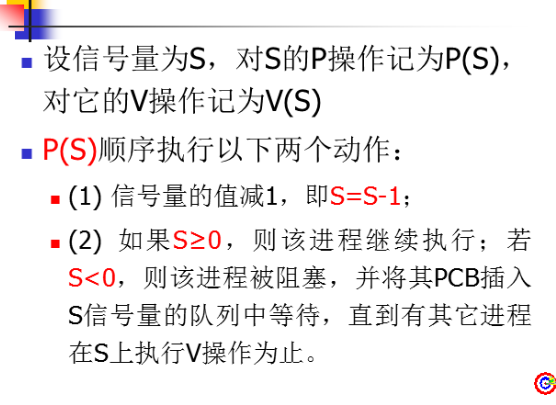 设信号量为S，对S的P操作记为P(S)，
对它的V操作记为V(S)
P(S)顺序执行以下两个动作：
(1) 信号量的值减1，即S=S-1；
(2) 如果S≥0，则该进程继续执行；若
S<0，则该进程被阻塞，并将其PCB插入
S信号量的队列中等待，直到有其它进程
在S上执行V操作为止。